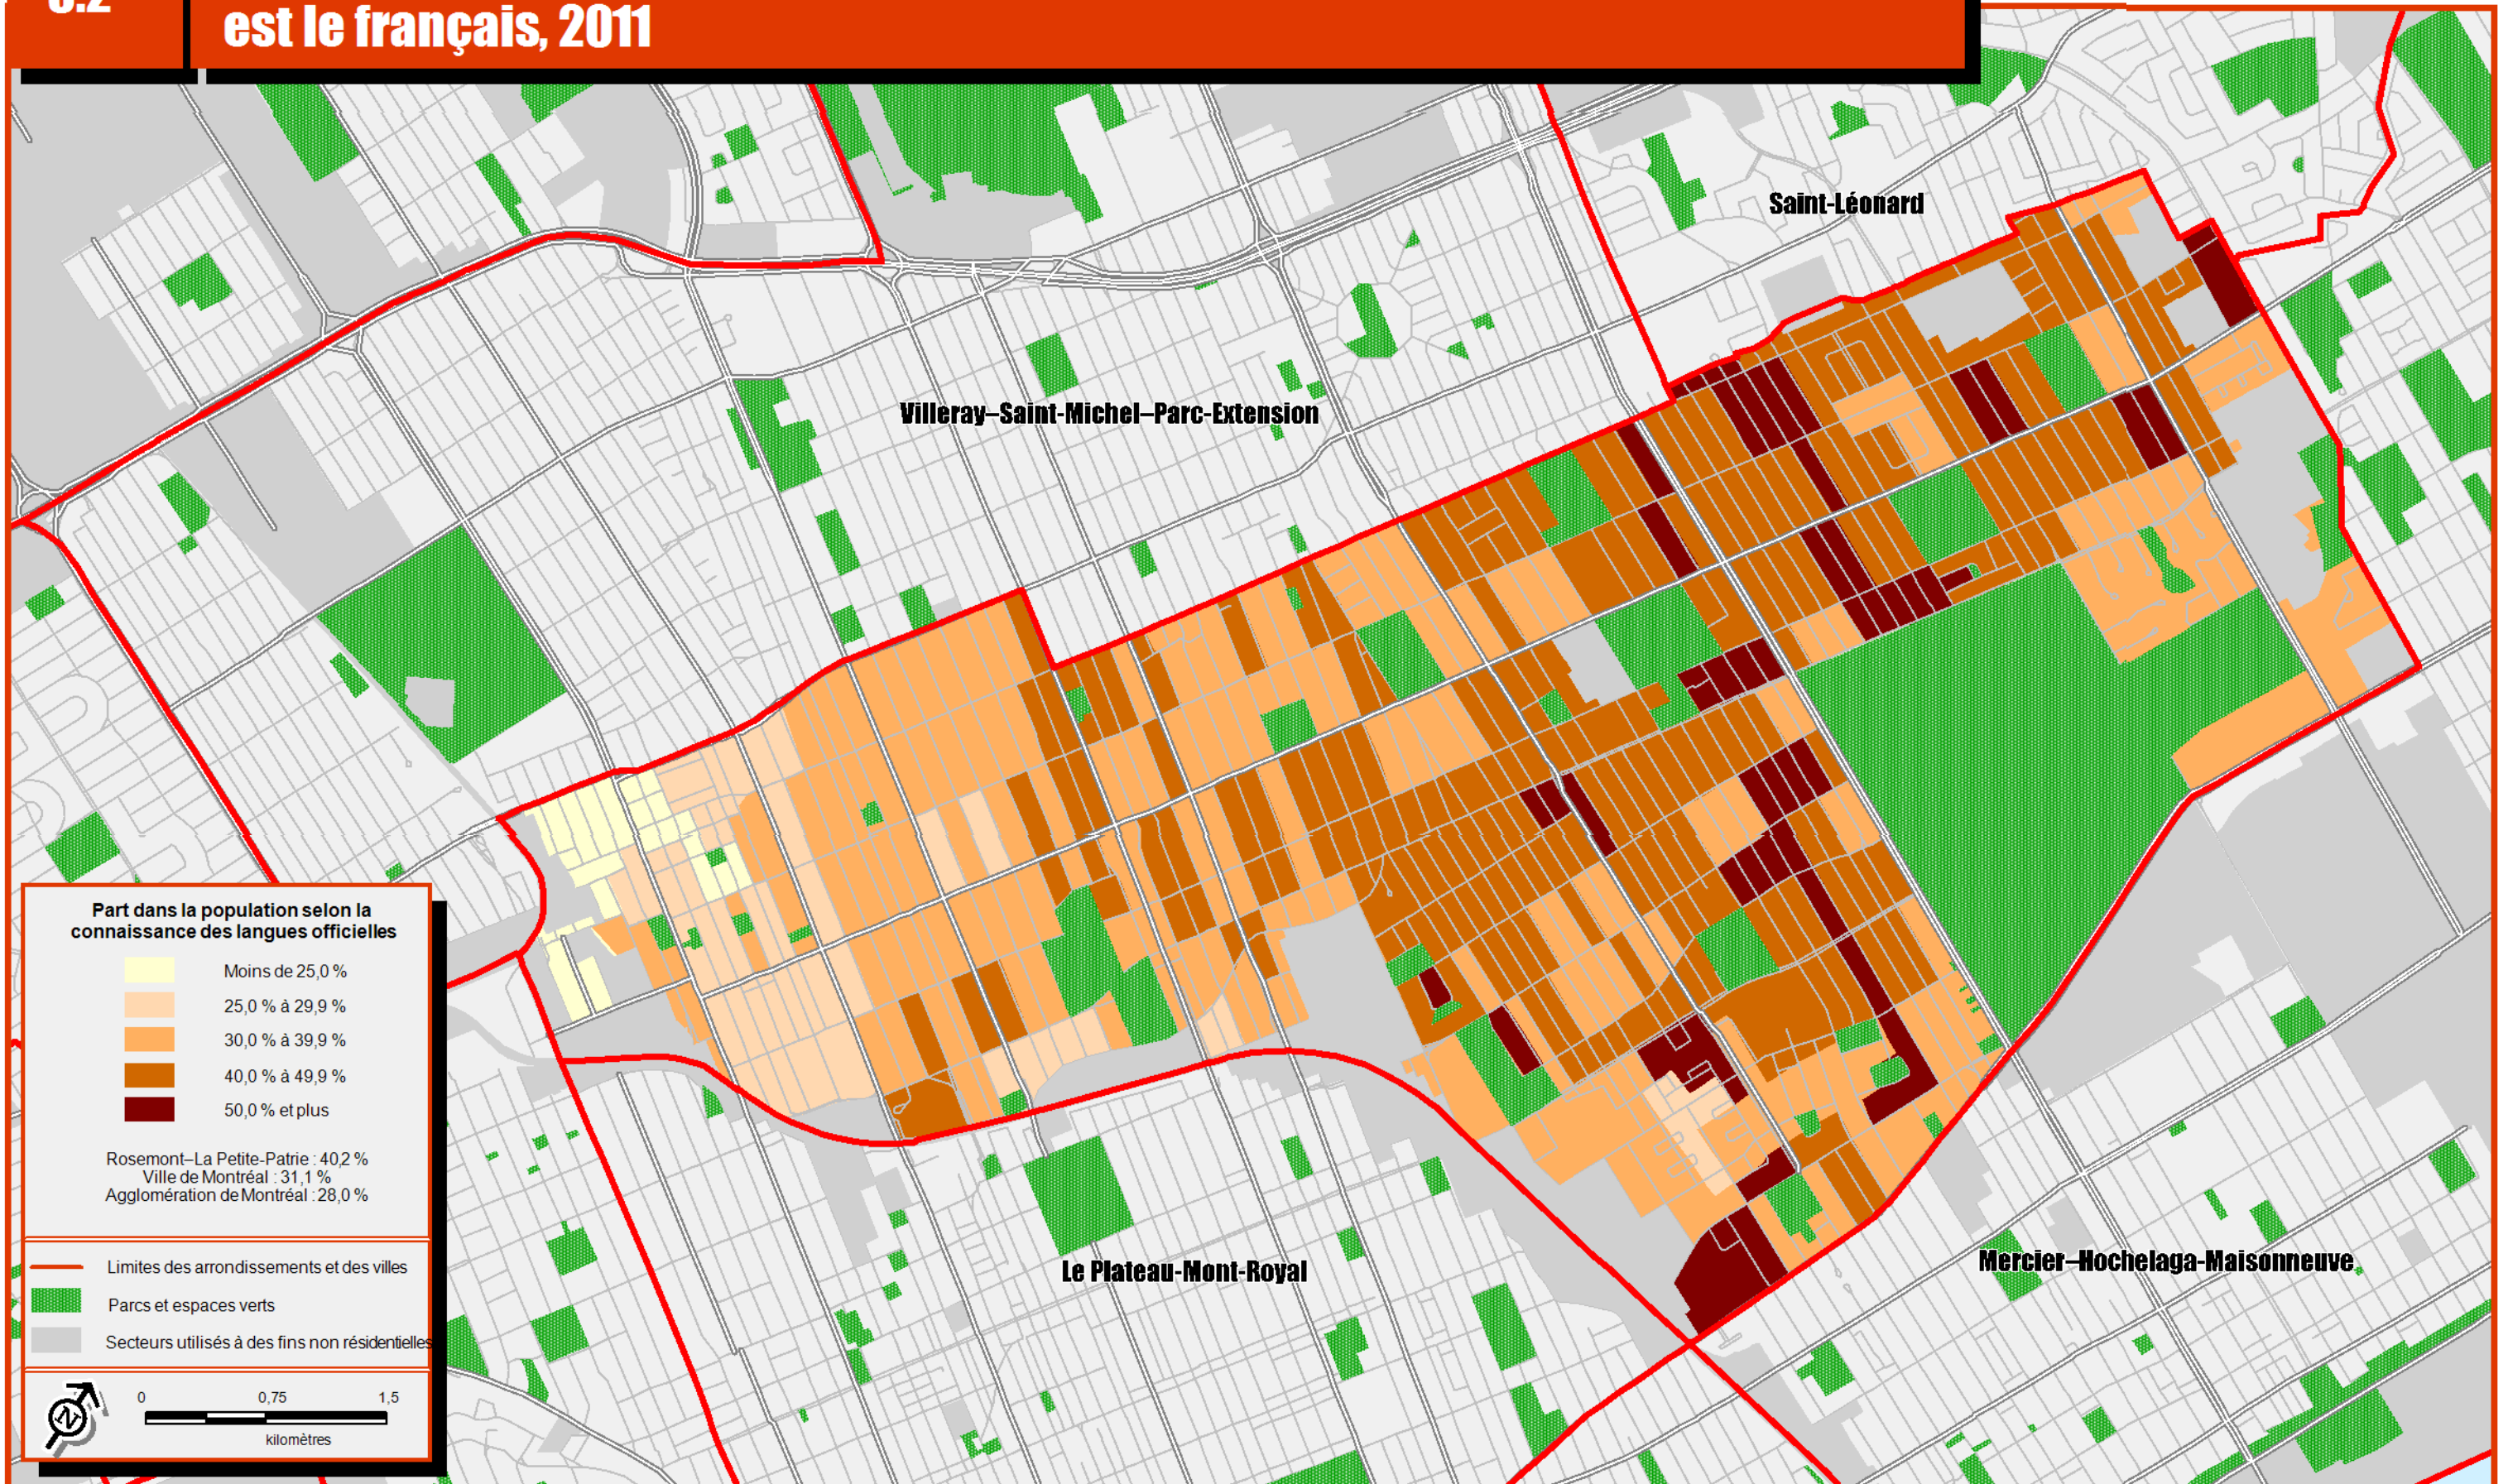 est le français, 2011
Saint-Léonard
Villeray–Saint-Michel–Parc-Extension
Le Plateau-Mont-Royal
Mercier–Hochelaga-Maisonneuve
Part dans la population selon la
connaissance des langues officielles
Moins de 25,0 %
25,0 % à 29,9 %
30,0 % à 39,9 %
40,0 % à 49,9 %
50,0 % et plus
Rosemont–La Petite-Patrie : 40,2 %
Ville de Montréal : 31,1 %
Agglomération de Montréal : 28,0 %
Limites des arrondissements et des villes
Parcs et espaces verts
Secteurs utilisés à des fins non résidentielles
N
0 0,75 1,5
kilomètres